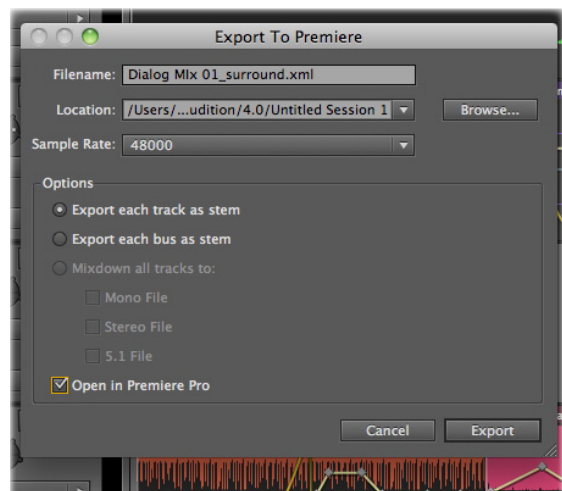 Export To Premiere
Filename: Dialog MIx 01_surround.xml
Location: /Users/...udition/4.0/Untitled Session 1 Browse...
Sample Rate: 48000
Options
Export each track as stem
Export each bus as stem
Mixdown all tracks to:
Mono File
Stereo File
5.1 File
Open in Premiere Pro
Cancel Export